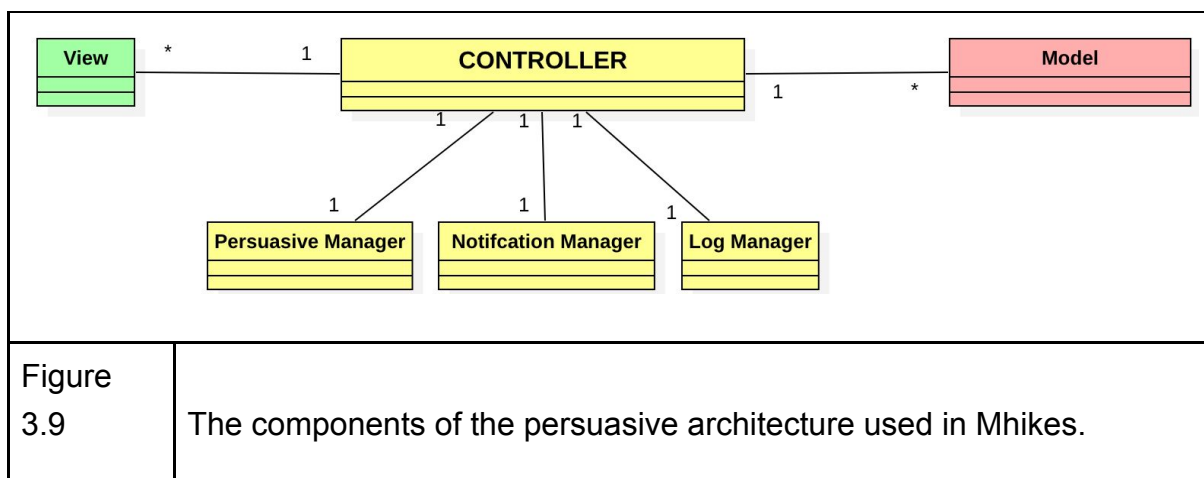 View
*
1
CONTROLLER
1
*
Model
1
1
1
1
1
1
Persuasive Manager
Notifcation Manager
Log Manager
Figure
3.9
The components of the persuasive architecture used in Mhikes.